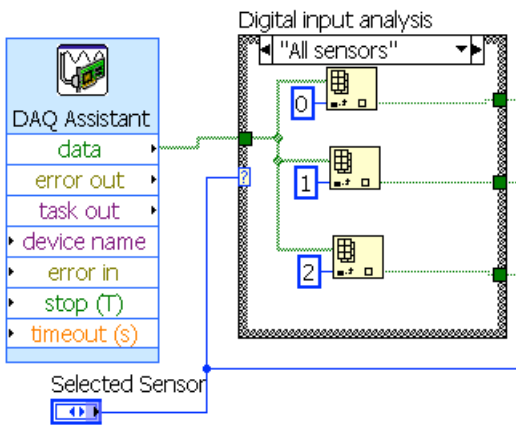 Digital input analysis
"All sensors"
DAQ Assistant
data
error out
task out
device name
error in
stop (T)
timeout (s)
0
1
?
2
Selected Sensor